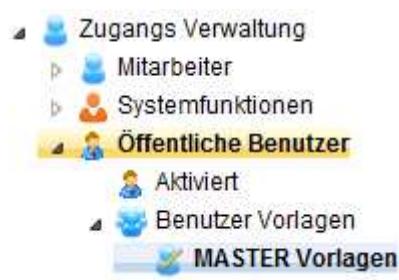 Zugangs Verwaltung
Mitarbeiter
Systemfunktionen
Öffentliche Benutzer
Aktiviert
Benutzer Vorlagen
MASTER Vorlagen